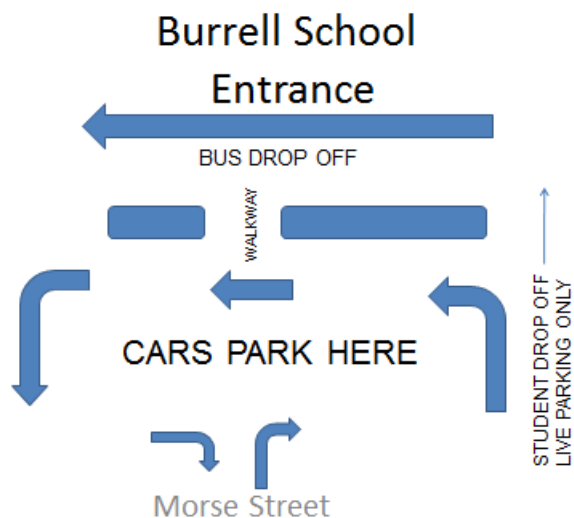 Burrell School
Entrance
BUS DROP OFF
WALKWAY
STUDENT DROP OFF
LIVE PARKING ONLY
CARS PARK HERE
Morse Street